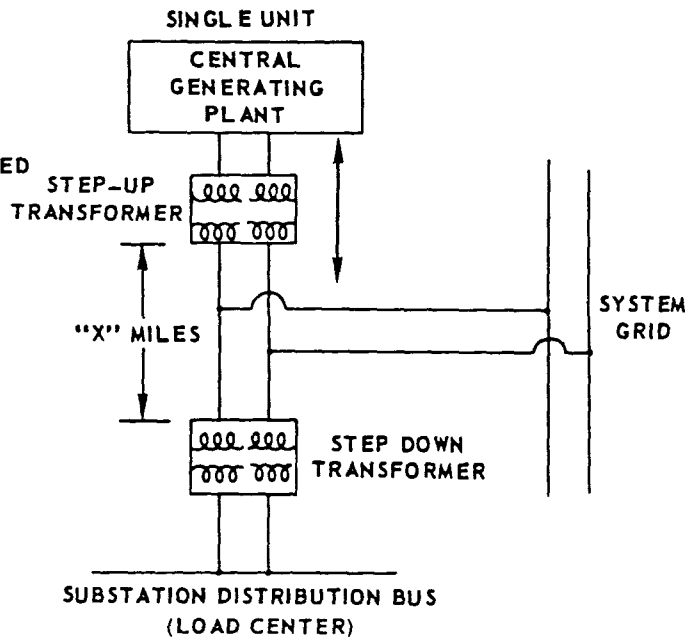 SINGLE UNIT
CENTRAL
GENERATING
PLANT
ED
STEP-UP
TRANSFORMER
"X" MILES
SYSTEM
GRID
STEP DOWN
TRANSFORMER
SUBSTATION DISTRIBUTION BUS
(LOAD CENTER)